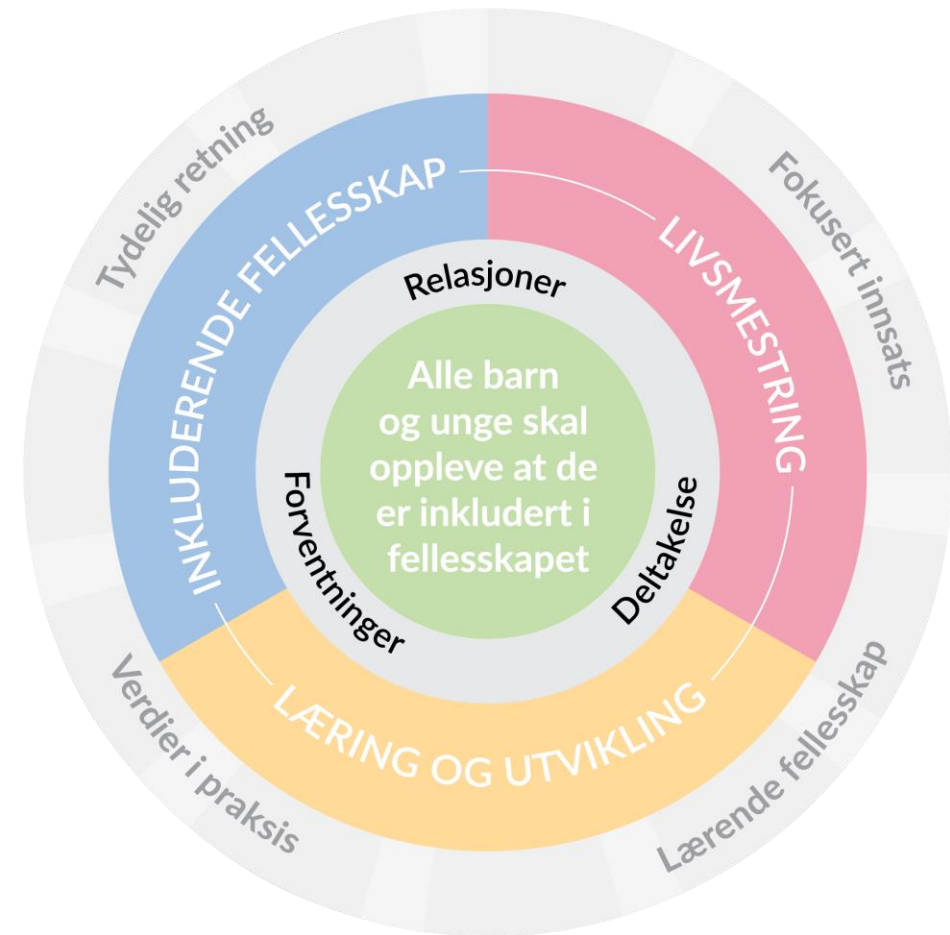 Tydelig retning
Fokusert innsats
INKLUDERENDE FELLESSKAP
LIVSMESTRING
Relasjoner
Alle barn
og unge skal
oppleve at de
er inkludert i
fellesskapet
Forventninger
Deltakelse
LÆRING OG UTVIKLING
Verdier i praksis
Lærende fellesskap